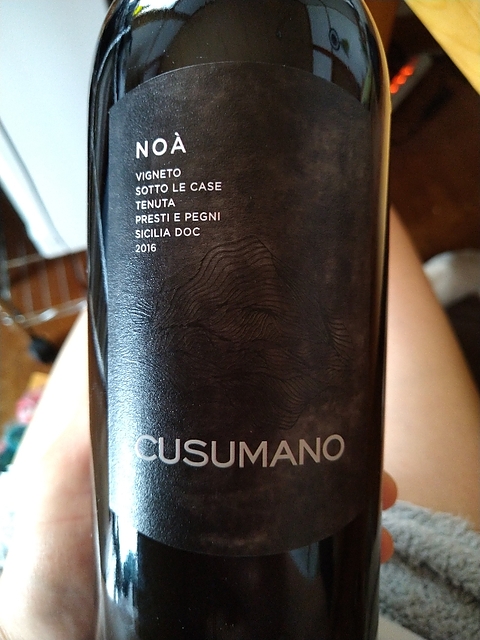 NOÀ
VIGNETO
SOTTO LE CASE
TENUTA
PRESTI E PEGNI
SICILIA DOC
2016
CUSUMANO